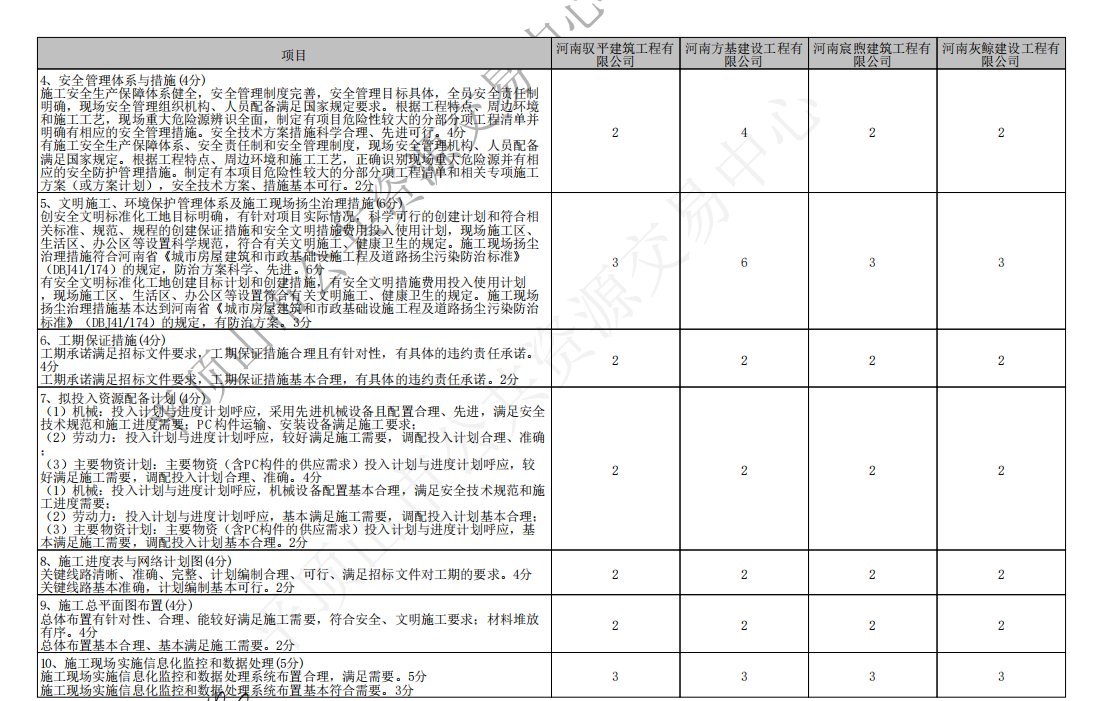 项目
河南驭平建筑工程有限公司
河南方基建设工程有限公司
河南宸煦建筑工程有限公司
河南灰鲸建设工程有限公司
4、安全管理体系与措施(4分)
施工安全生产保障体系健全，安全管理制度完善，安全管理目标具体，全员安全责任制
明确，现场安全管理组织机构、人员配备满足国家规定要求。根据工程特点、周边环境
和施工工艺，现场重大危险源辨识全面，制定有项目危险性较大的分部分项工程清单并
明确有相应的安全管理措施。安全技术方案措施科学合理、先进可行。4分
有施工安全生产保障体系、安全责任制和安全管理制度，现场安全管理机构、人员配备
满足国家规定。根据工程特点、周边环境和施工工艺，正确识别现场重大危险源并有相
应的安全防护管理措施。制定有本项目危险性较大的分部分项工程清单和相关专项施工
方案（或方案计划），安全技术方案、措施基本可行。2分
2 4 2 2
5、文明施工、环境保护管理体系及施工现场扬尘治理措施(6分)
创安全文明标准化工地目标明确，有针对项目实际情况，科学可行的创建计划和符合相
关标准、规范、规程的创建保证措施和安全文明措施费用投入使用计划，现场施工区、
生活区、办公区等设置科学规范，符合有关文明施工、健康卫生的规定。施工现场扬尘
治理措施符合河南省《城市房屋建筑和市政基础设施工程及道路扬尘污染防治标准》
（DBJ41/174）的规定，防治方案科学、先进。6分
有安全文明标准化工地创建目标计划和创建措施，有安全文明措施费用投入使用计划
，现场施工区、生活区、办公区等设置符合有关文明施工、健康卫生的规定。施工现场
扬尘治理措施基本达到河南省《城市房屋建筑和市政基础设施工程及道路扬尘污染防治
标准》（DBJ41/174）的规定，有防治方案。3分
3 6 3 3
6、工期保证措施(4分)
工期承诺满足招标文件要求，工期保证措施合理且有针对性，有具体的违约责任承诺。
4分
工期承诺满足招标文件要求，工期保证措施基本合理，有具体的违约责任承诺。2分
2 2 2 2
7、拟投入资源配备计划(4分)
（1）机械：投入计划与进度计划呼应，采用先进机械设备且配置合理、先进，满足安全
技术规范和施工进度需要；PC构件运输、安装设备满足施工要求；
（2）劳动力：投入计划与进度计划呼应，较好满足施工需要，调配投入计划合理、准确
；
（3）主要物资计划：主要物资（含PC构件的供应需求）投入计划与进度计划呼应，较
好满足施工需要，调配投入计划合理、准确。4分
（1）机械：投入计划与进度计划呼应，机械设备配置基本合理，满足安全技术规范和施
工进度需要；
（2）劳动力：投入计划与进度计划呼应，基本满足施工需要，调配投入计划基本合理；
（3）主要物资计划：主要物资（含PC构件的供应需求）投入计划与进度计划呼应，基
本满足施工需要，调配投入计划基本合理。2分
2 2 2 2
8、施工进度表与网络计划图(4分)
关键线路清晰、准确、完整、计划编制合理、可行、满足招标文件对工期的要求。4分
关键线路基本准确，计划编制基本可行。2分
2 2 2 2
9、施工总平面图布置(4分)
总体布置有针对性、合理、能较好满足施工需要，符合安全、文明施工要求；材料堆放
有序。4分
总体布置基本合理、基本满足施工需要。2分
2 2 2 2
10、施工现场实施信息化监控和数据处理(5分)
施工现场实施信息化监控和数据处理系统布置合理，满足需要。5分
施工现场实施信息化监控和数据处理系统布置基本符合需要。3分
3 3 3 3
平顶山市公共资源交易中心
平顶山市公共资源交易中心